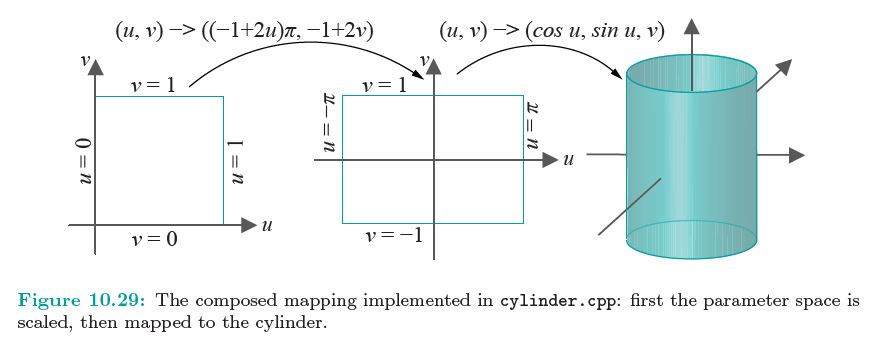 (u, v) –> ((−1+2u)π, −1+2v)
(u, v) –> (cos u, sin u, v)
v
v = 1
u = 0
u = 1
u
v = 0
v
v = 1
u = −π
u = π
u
v = −1
Figure 10.29: The composed mapping implemented in cylinder.cpp: first the parameter space is
scaled, then mapped to the cylinder.